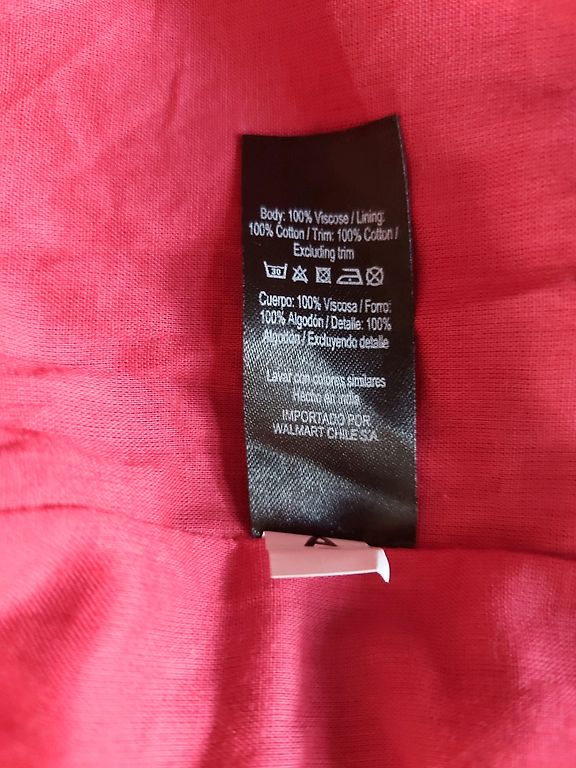 Body: 100% Viscose / Lining:
100% Cotton / Trim: 100% Cotton /
Excluding trim
30
Cuerpo: 100% Viscosa / Forro:
100% Algodón / Detalle: 100%
Algodón / Excluyendo detalle
Lavar con colores similares
Hecho en India
IMPORTADO POR
WALMART CHILE S.A